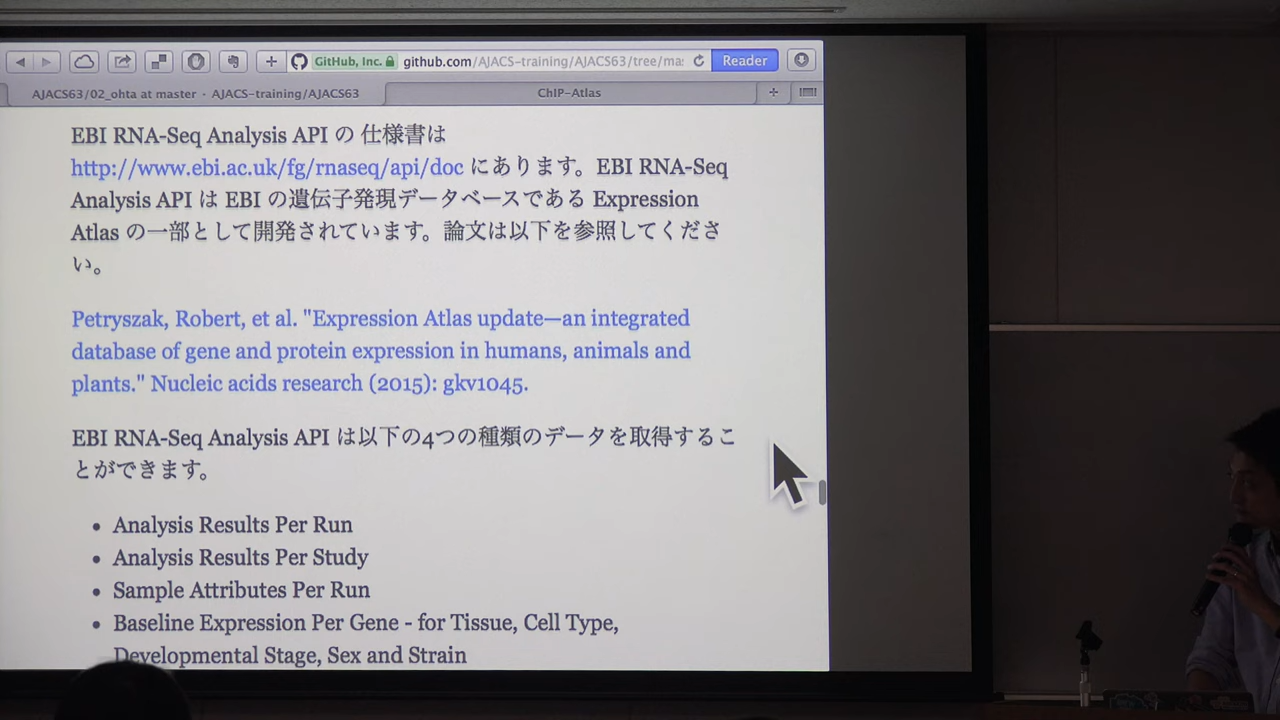 GitHub, Inc. github.com/AJACS-training/AJACS63/tree/mas Reader
AJACS63/02_ohta at master · AJACS-training/AJACS63 ChIP-Atlas
EBI RNA-Seq Analysis API の 仕様書は
http://www.ebi.ac.uk/fg/rnaseq/api/doc にあります。EBI RNA-Seq
Analysis API は EBI の遺伝子発現データベースである Expression
Atlas の一部として開発されています。論文は以下を参照してくださ
い。
Petryszak, Robert, et al. "Expression Atlas update—an integrated
database of gene and protein expression in humans, animals and
plants." Nucleic acids research (2015): gkv1045.
EBI RNA-Seq Analysis API は以下の4つの種類のデータを取得するこ
とができます。
• Analysis Results Per Run
• Analysis Results Per Study
• Sample Attributes Per Run
• Baseline Expression Per Gene - for Tissue, Cell Type,
Developmental Stage, Sex and Strain